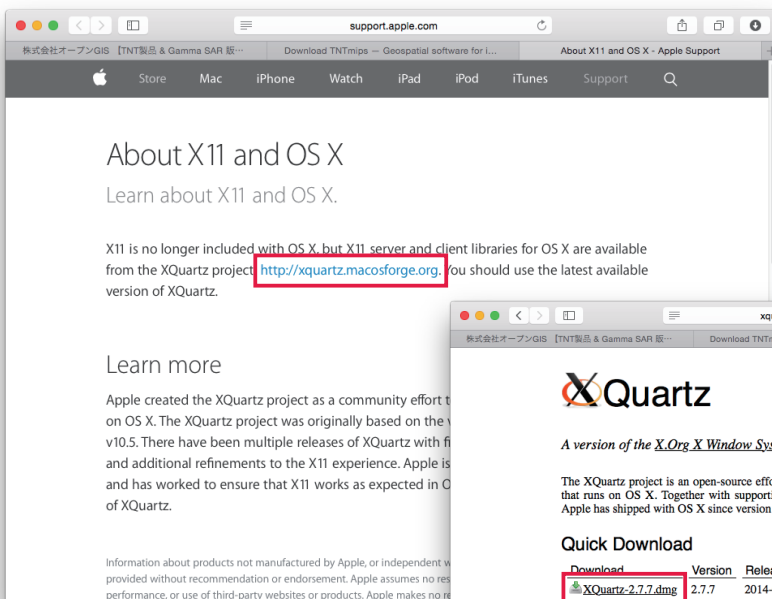 support.apple.com
株式会社オープンGIS 【TNT製品 & Gamma SAR 販…
Download TNTmips — Geospatial software for i…
About X11 and OS X - Apple Support
Store Mac iPhone Watch iPad iPod iTunes Support
About X11 and OS X
Learn about X11 and OS X.
X11 is no longer included with OS X, but X11 server and client libraries for OS X are available
from the XQuartz project http://xquartz.macosforge.org. You should use the latest available
version of XQuartz.
Learn more
Apple created the XQuartz project as a community effort t
on OS X. The XQuartz project was originally based on the v
v10.5. There have been multiple releases of XQuartz with fi
and additional refinements to the X11 experience. Apple is
and has worked to ensure that X11 works as expected in O
of XQuartz.
Information about products not manufactured by Apple, or independent w
provided without recommendation or endorsement. Apple assumes no res
performance, or use of third-party websites or products. Apple makes no re
xqu
株式会社オープンGIS 【TNT製品 & Gamma SAR 販…
Download TNTm
XQuartz
A version of the X.Org X Window Sys
The XQuartz project is an open-source effo
that runs on OS X. Together with supporti
Apple has shipped with OS X since version
Quick Download
Download Version Relea
XQuartz-2.7.7.dmg 2.7.7 2014-